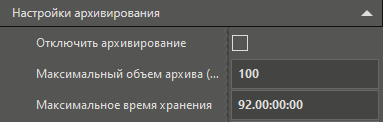 Настройки архивирования
Отключить архивирование
Максимальный объем архива (... 100
Максимальное время хранения 92.00:00:00